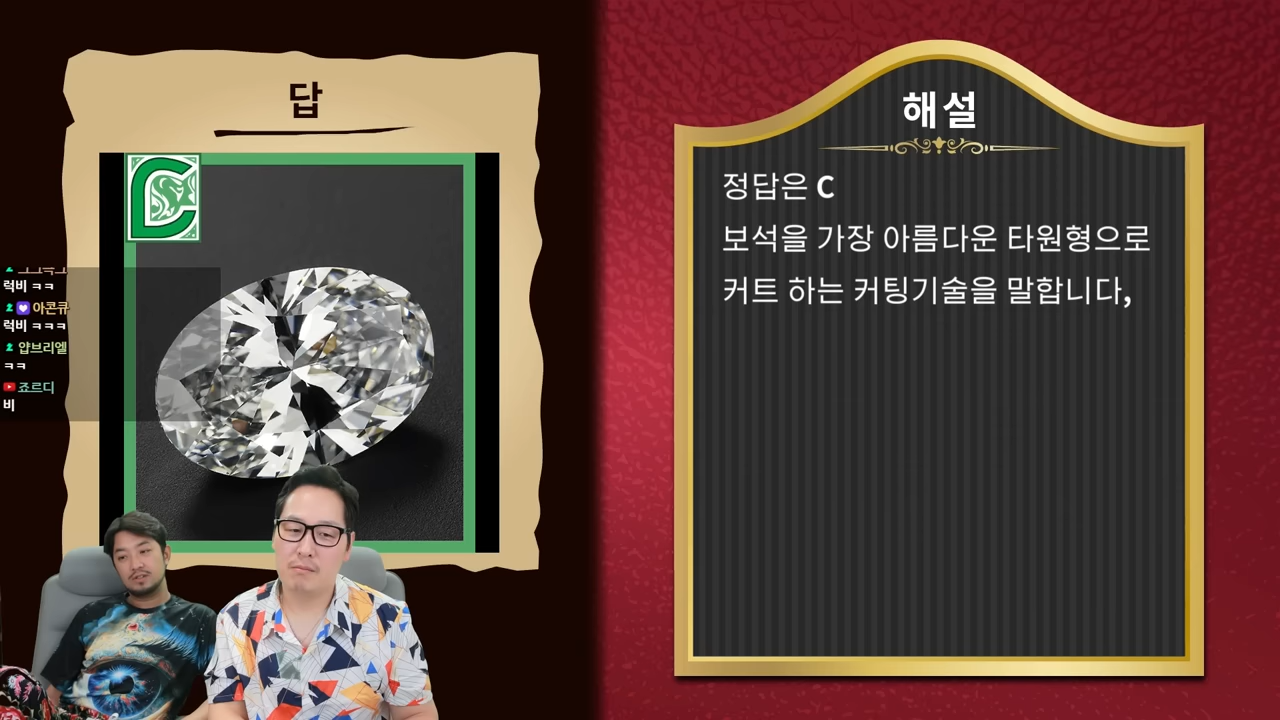 답
C
럭비 ㅋㅋ
아콘큐
럭비 ㅋㅋㅋ
얍브리엘
ㅋㅋ
죠르디
비
해설
정답은 C
보석을 가장 아름다운 타원형으로
커트 하는 커팅기술을 말합니다,